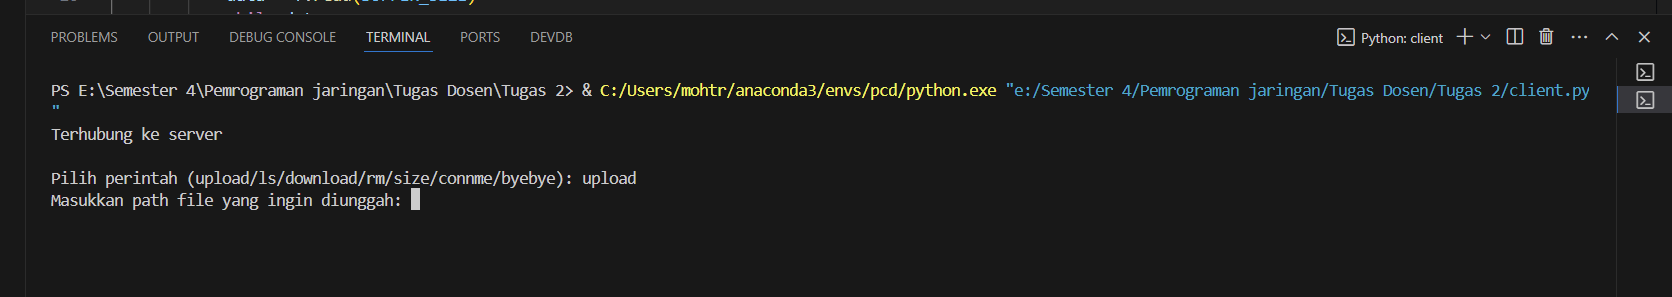 PROBLEMS OUTPUT DEBUG CONSOLE TERMINAL PORTS DEVDB Python: client
PS E:\Semester 4\Pemrograman jaringan\Tugas Dosen\Tugas 2> & C:/Users/mohtr/anaconda3/envs/pcd/python.exe "e:/Semester 4/Pemrograman jaringan/Tugas Dosen/Tugas 2/client.py
"
Terhubung ke server
Pilih perintah (upload/ls/download/rm/size/connme/byebye): upload
Masukkan path file yang ingin diunggah: